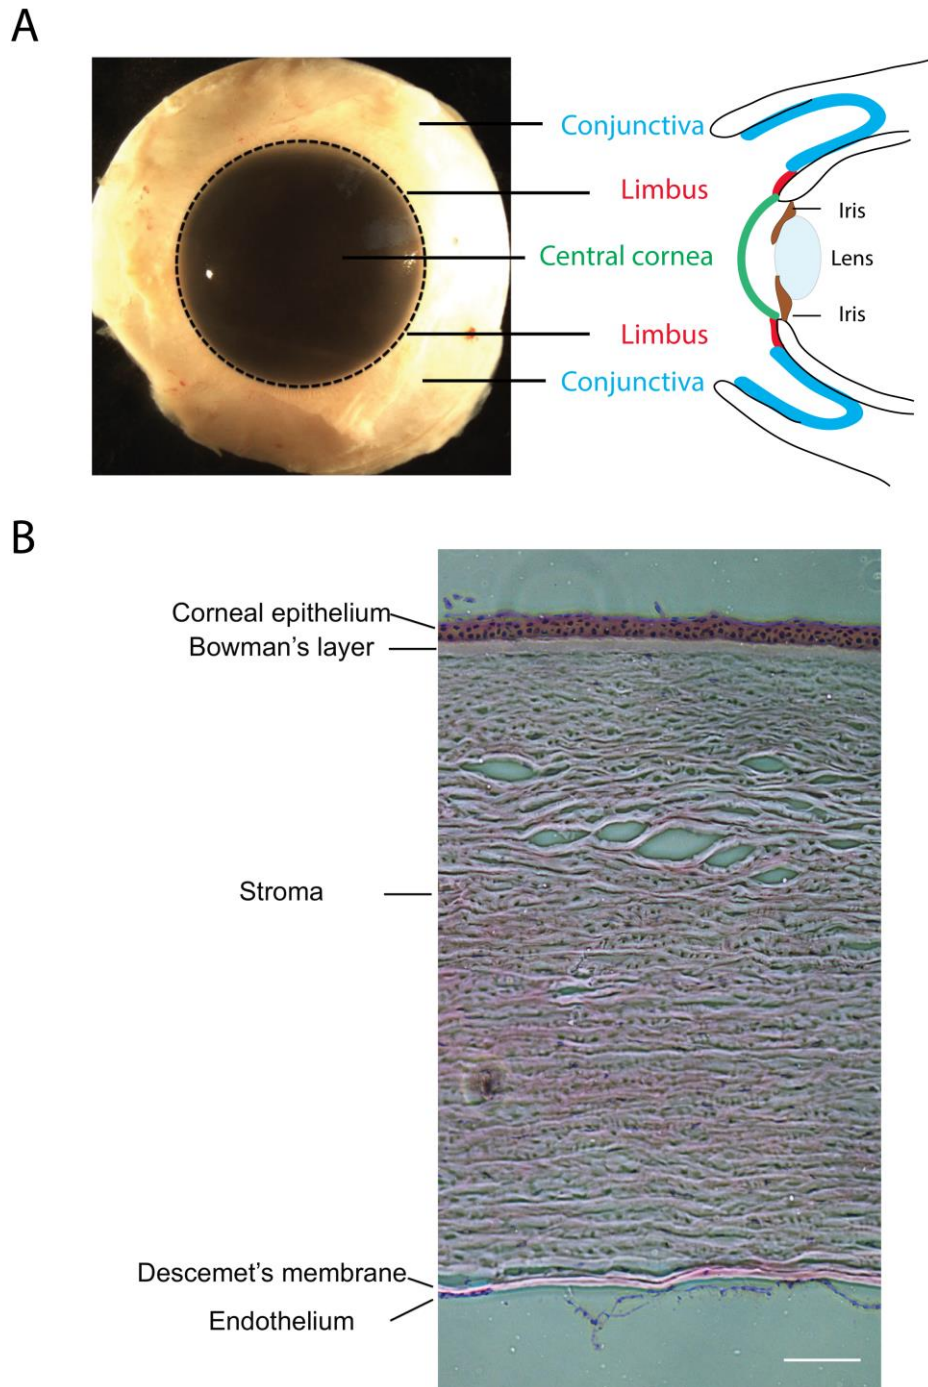 A
Conjunctiva
Limbus
Iris
Central cornea
Lens
Limbus
Iris
Conjunctiva
B
Corneal epithelium
Bowman's layer
Stroma
Descemet's membrane
Endothelium